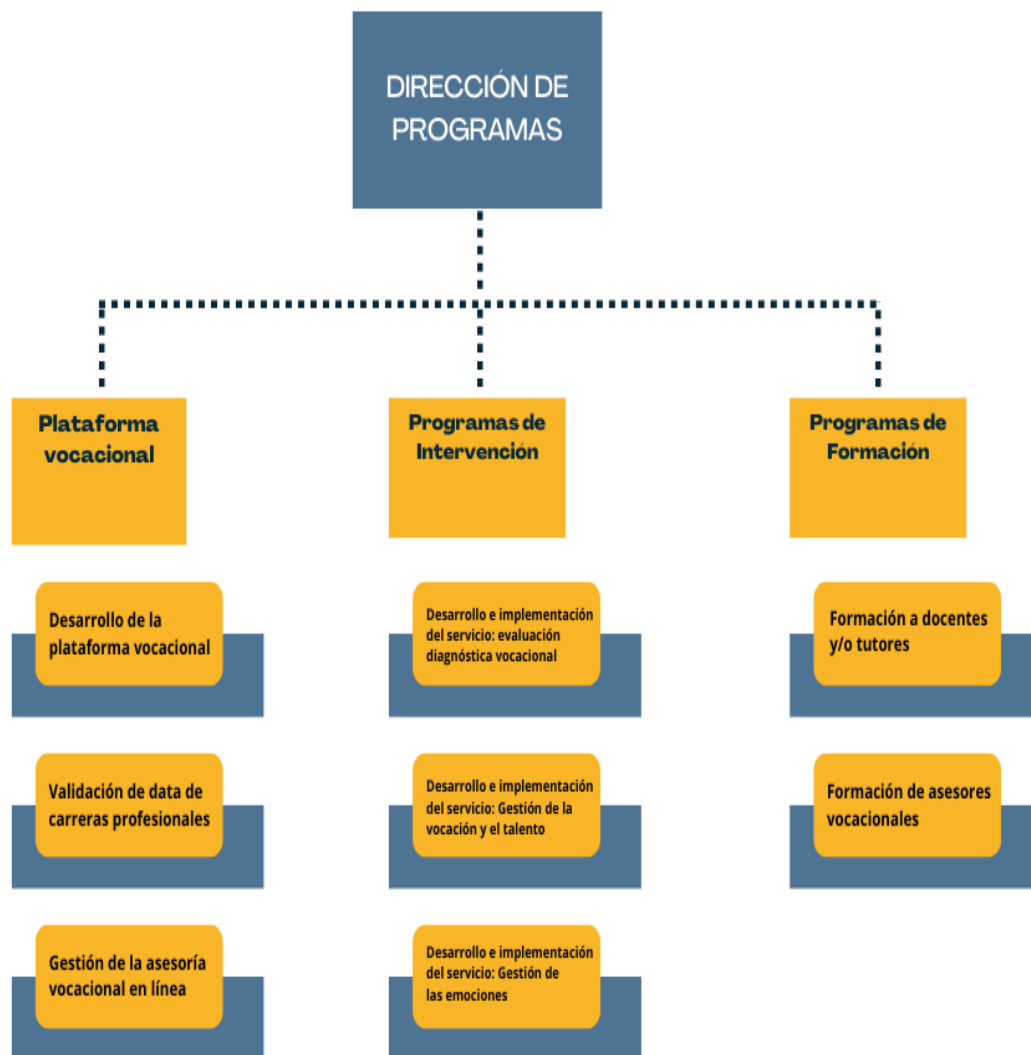 DIRECCIÓN DE
PROGRAMAS
Plataforma
vocacional
Programas de
Intervención
Programas de
Formación
Desarrollo de la
plataforma vocacional
Desarrollo e implementación
del servicio: evaluación
diagnóstica vocacional
Formación a docentes
y/o tutores
Validación de data de
carreras profesionales
Desarrollo e implementación
del servicio: Gestión de la
vocación y el talento
Formación de asesores
vocacionales
Gestión de la asesoría
vocacional en línea
Desarrollo e implementación
del servicio: Gestión de
las emociones